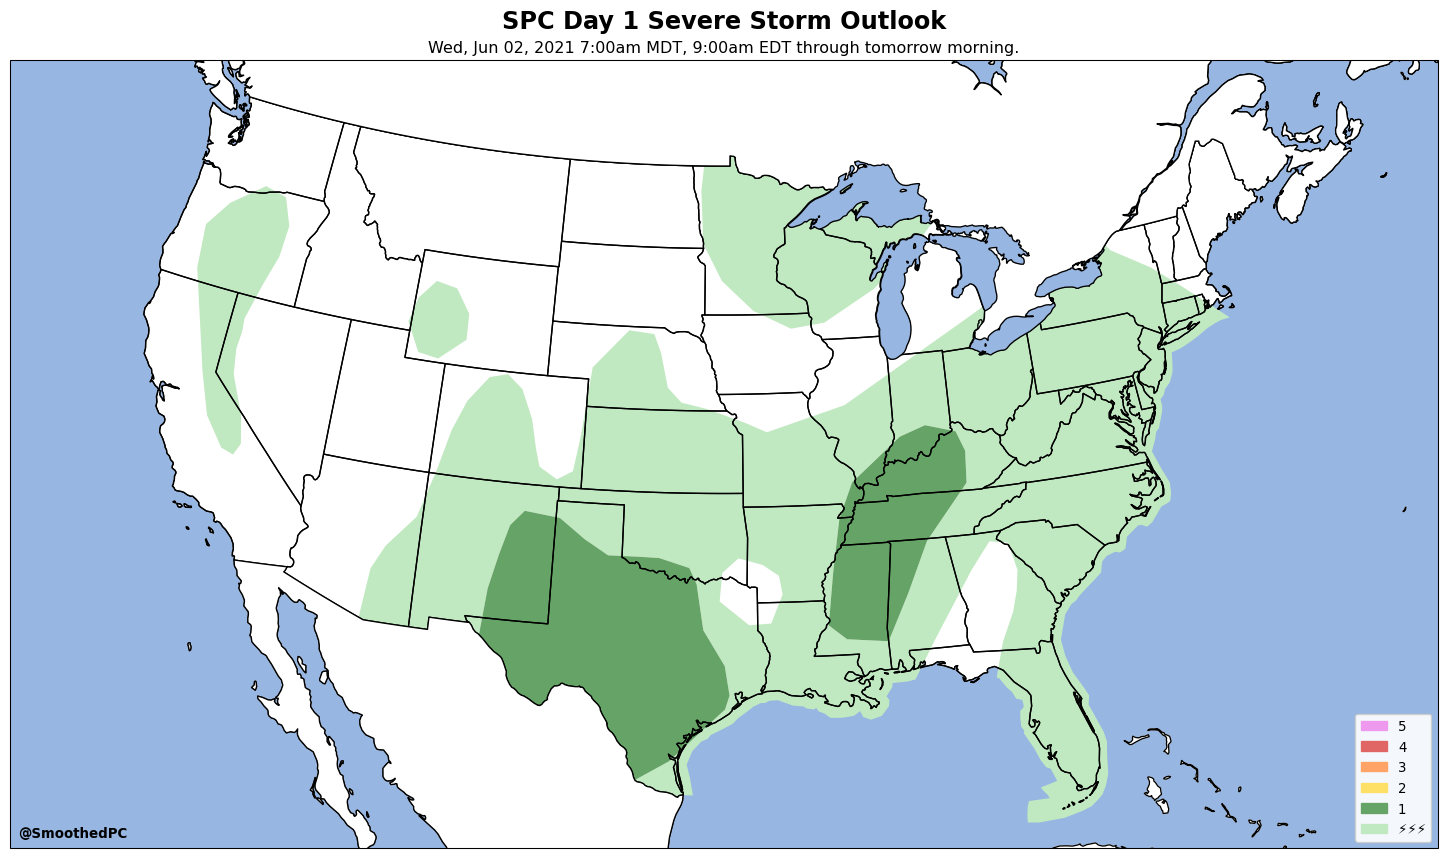 SPC Day 1 Severe Storm Outlook
Wed, Jun 02, 2021 7:00am MDT, 9:00am EDT through tomorrow morning.
5
4
3
2
1
⚡⚡⚡
@SmoothedPC